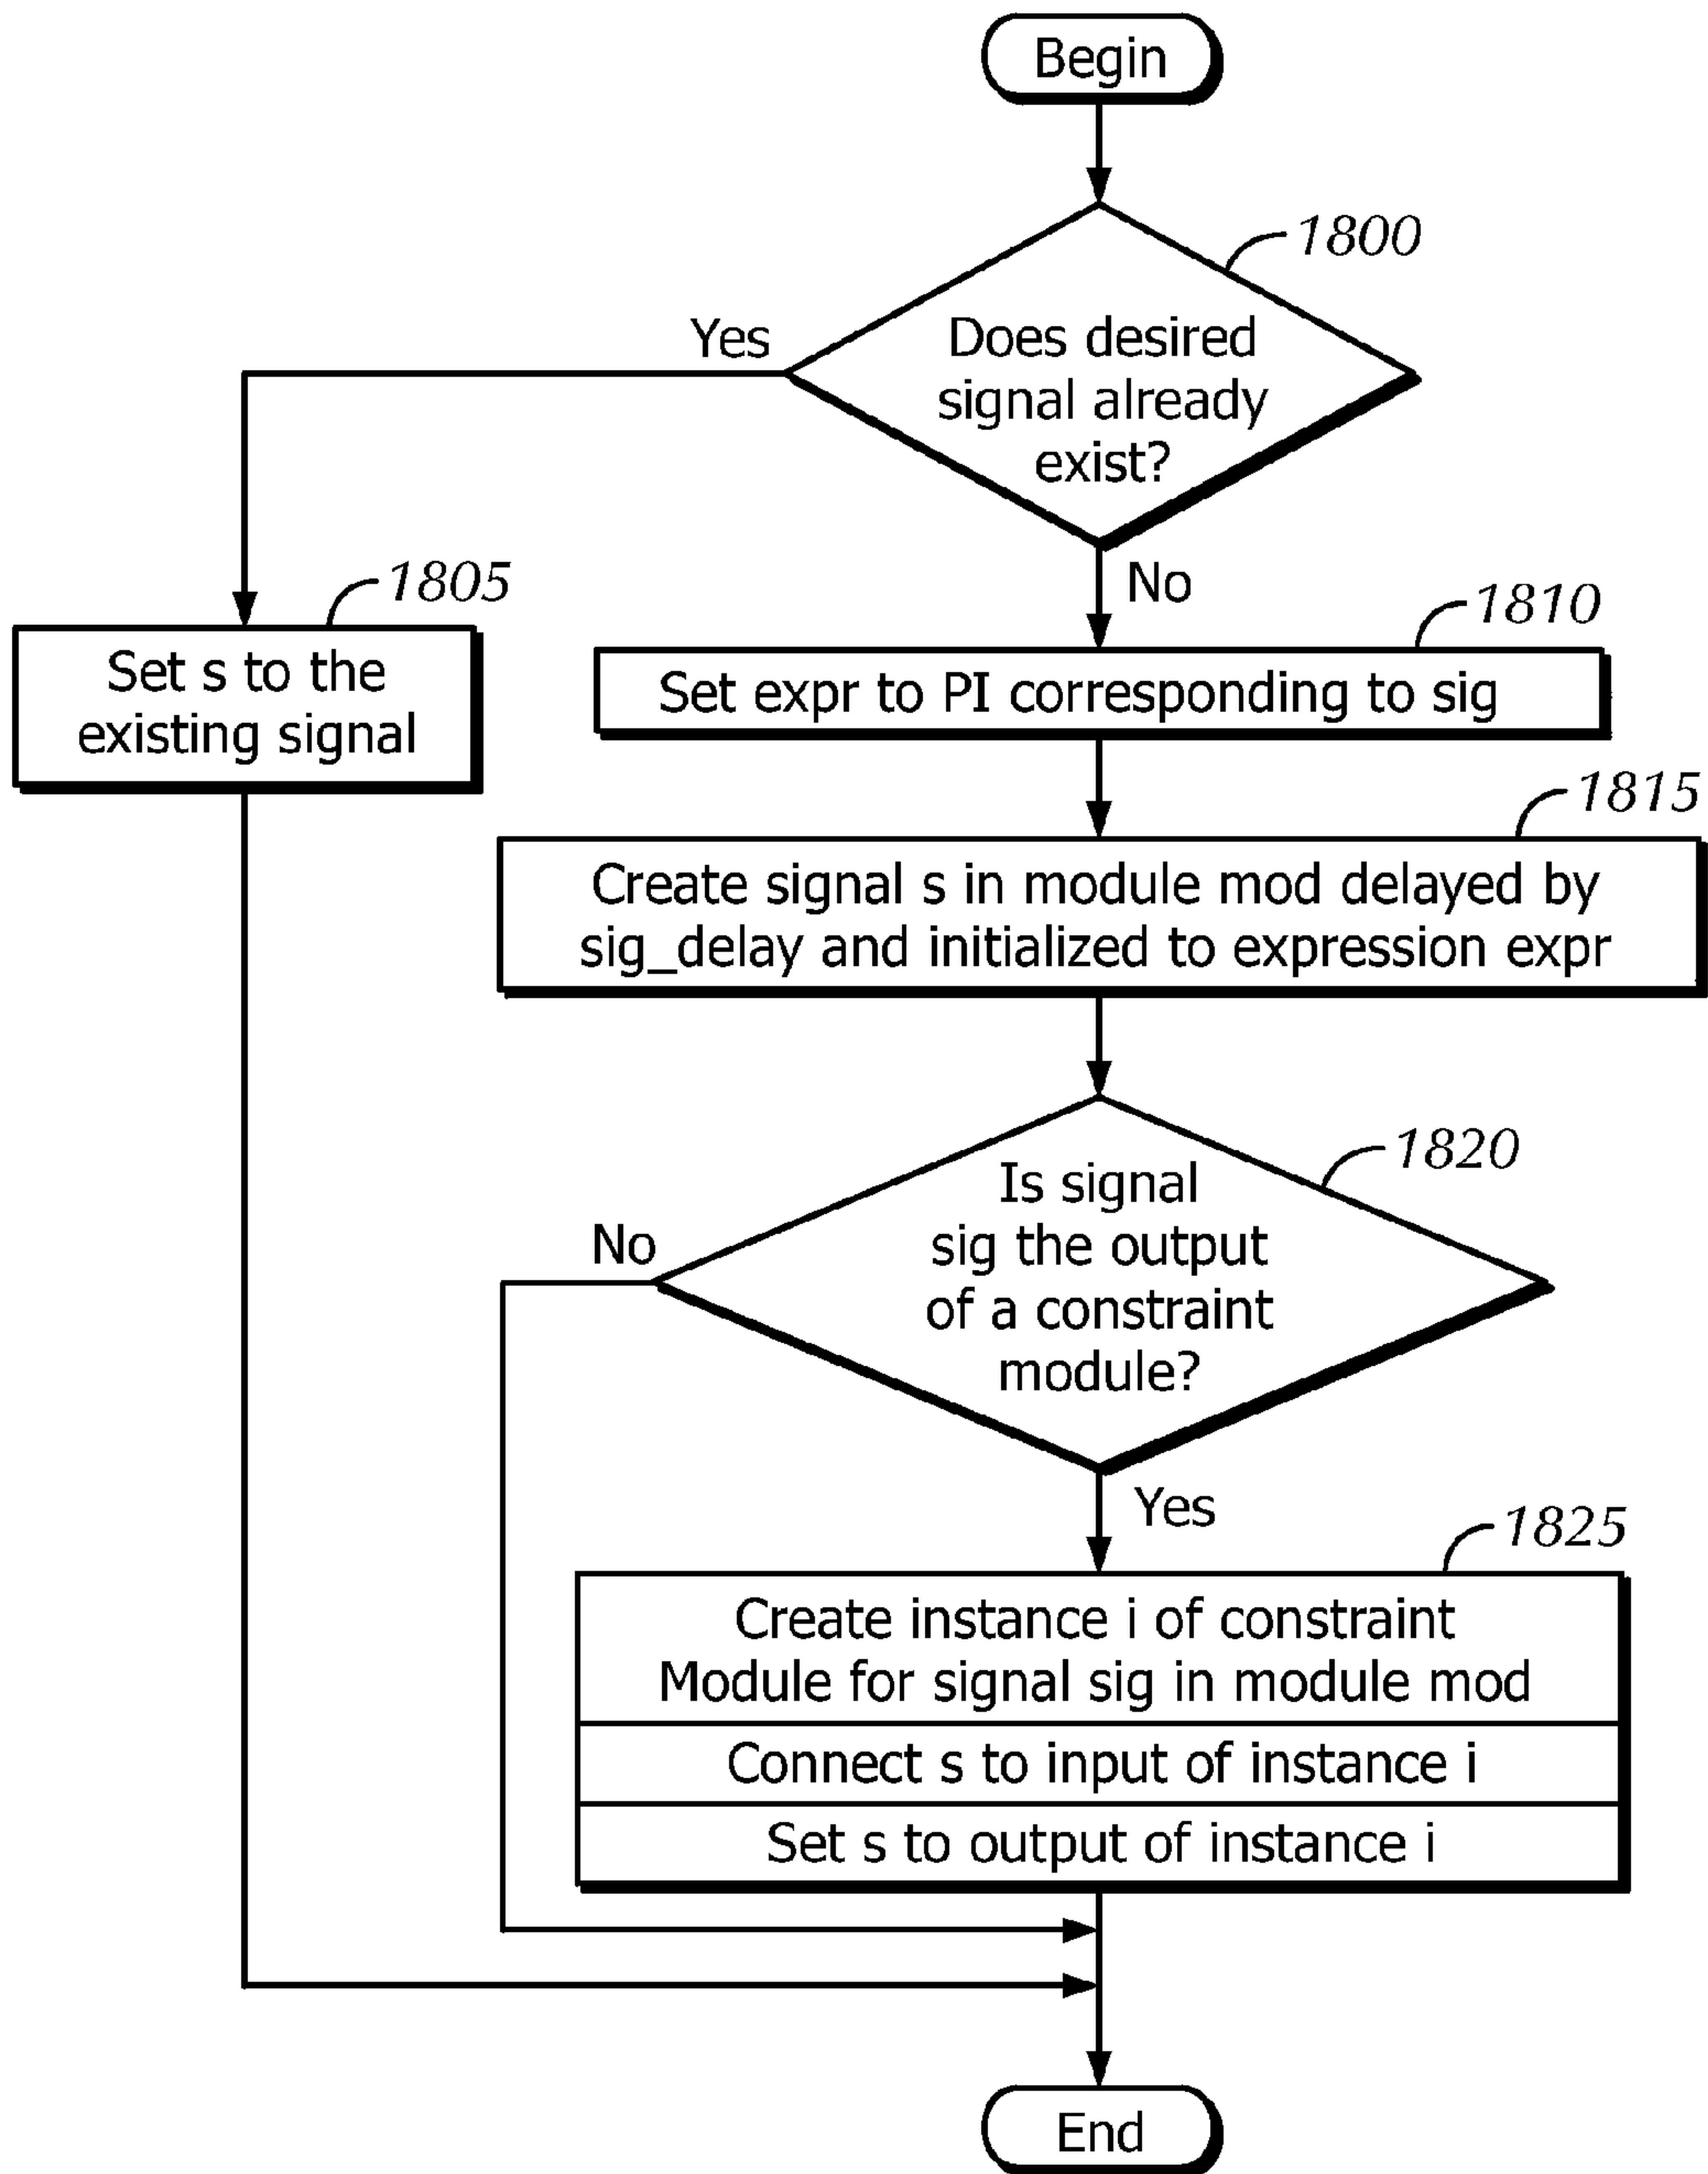 Begin
1800
Yes
Does desired
signal already
exist?
No
1805
Set s to the
existing signal
1810
Set expr to PI corresponding to sig
1815
Create signal s in module mod delayed by
sig_delay and initialized to expression expr
1820
Is signal
sig the output
of a constraint
module?
No
Yes
1825
Create instance i of constraint
Module for signal sig in module mod
Connect s to input of instance i
Set s to output of instance i
End